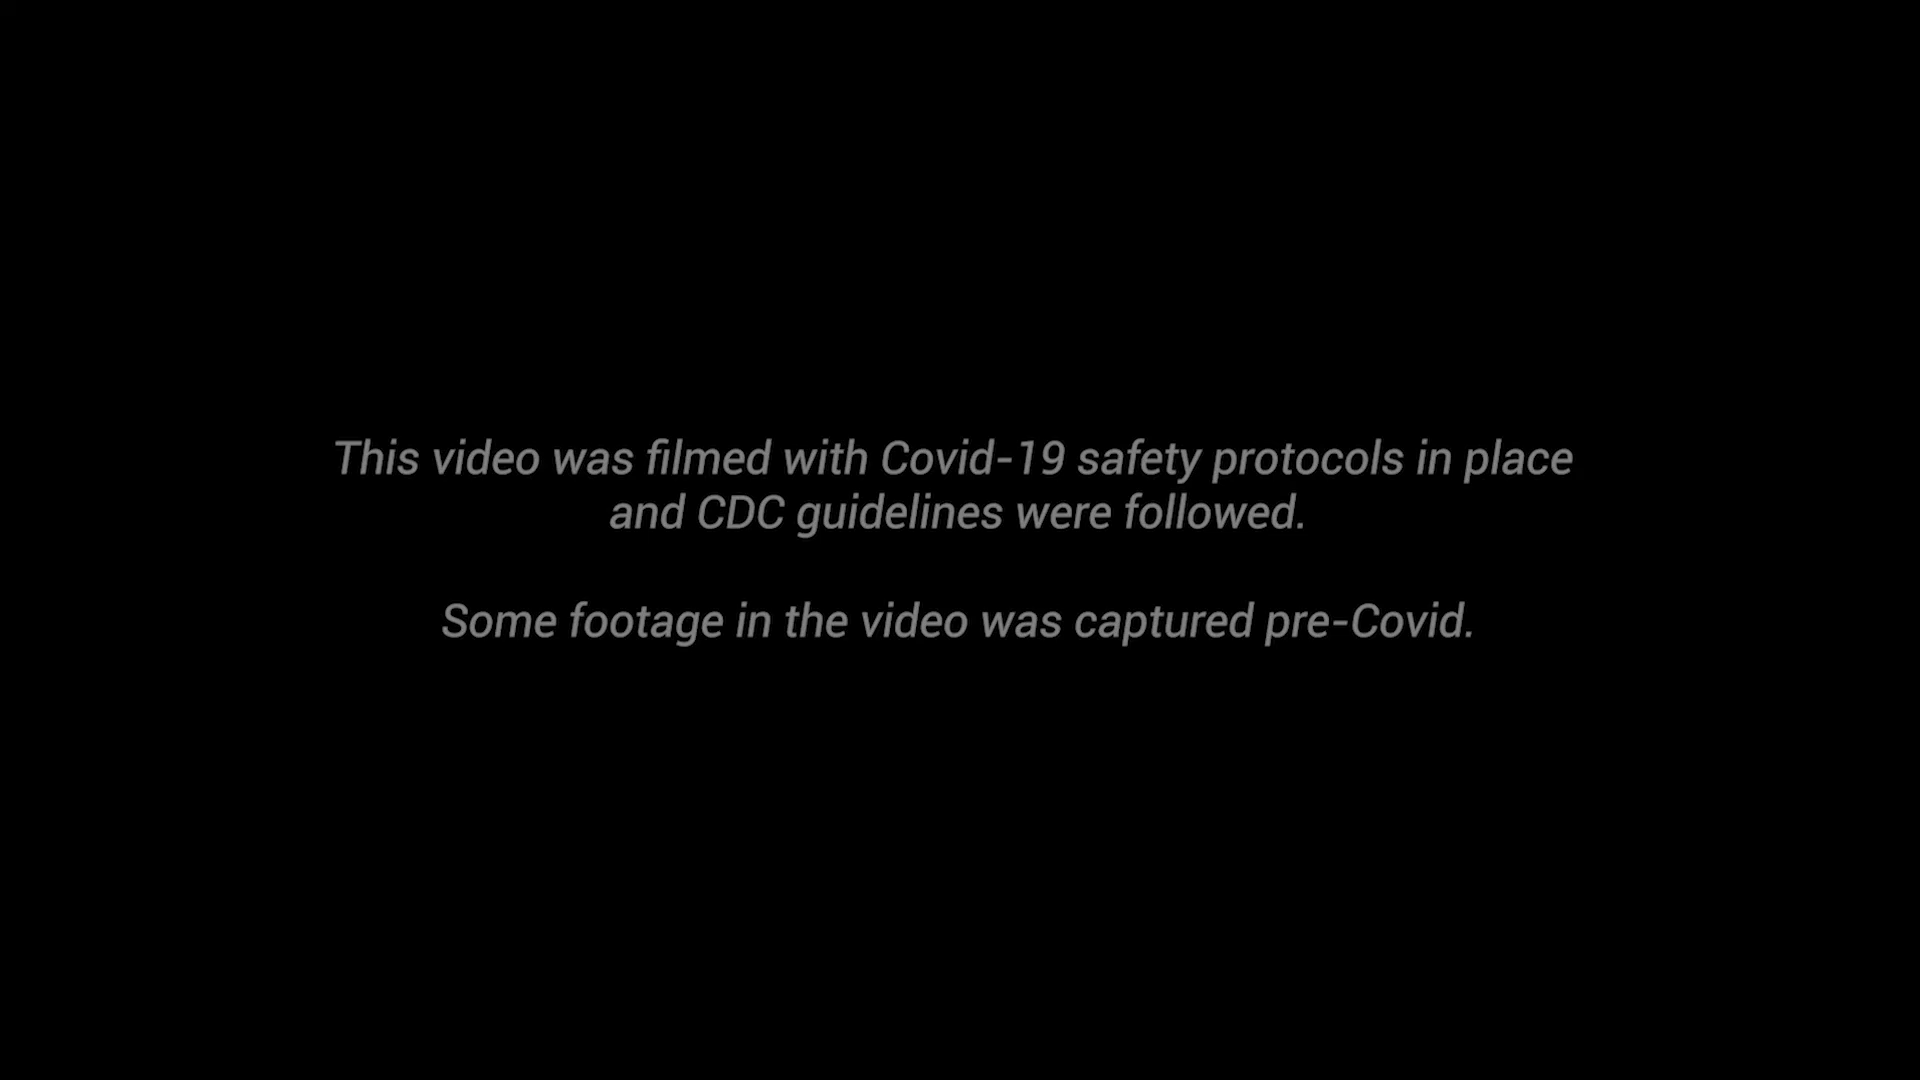 This video was filmed with Covid-19 safety protocols in place
and CDC guidelines were followed.
Some footage in the video was captured pre-Covid.